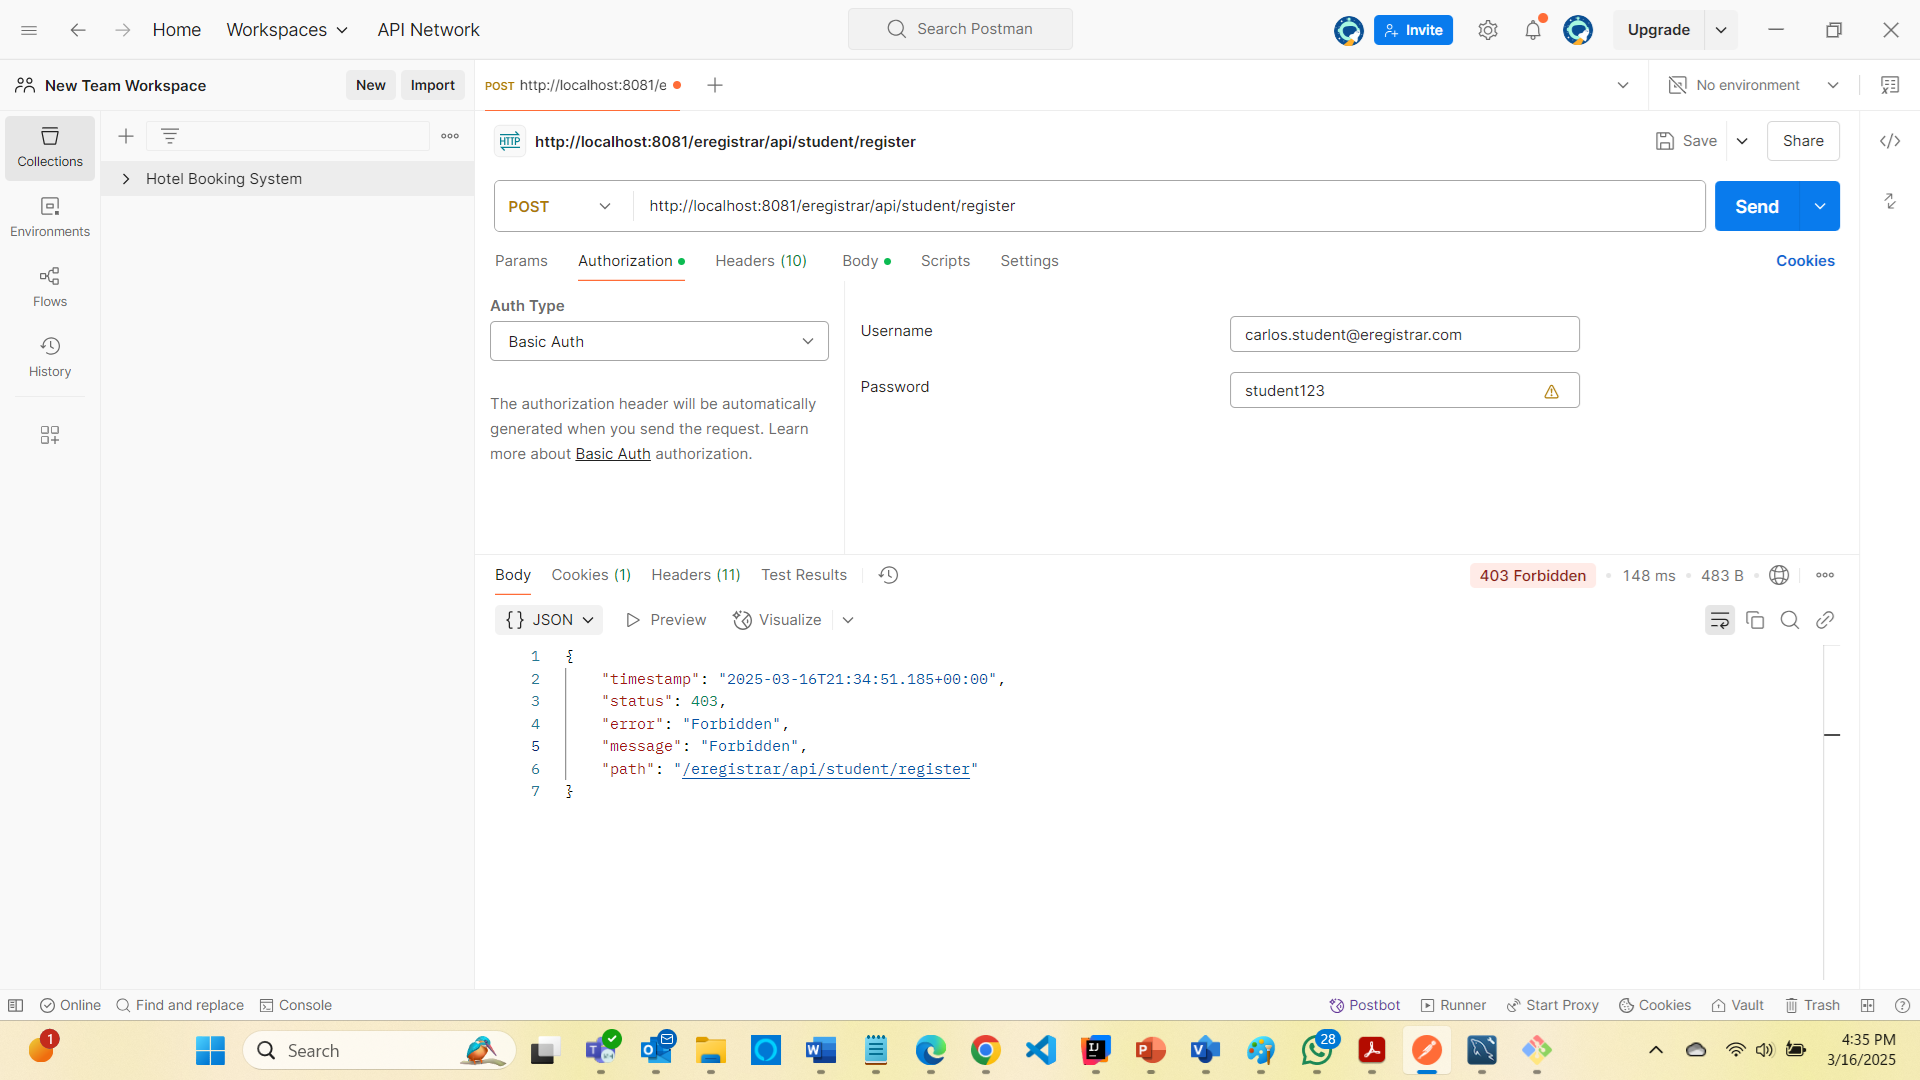 Home
Workspaces
API Network
Search Postman
Invite
Upgrade
New Team Workspace
New
Import
POST http://localhost:8081/e
No environment
Collections
Environments
Flows
History
Hotel Booking System
HTTP
http://localhost:8081/eregistrar/api/student/register
Save
Share
POST
http://localhost:8081/eregistrar/api/student/register
Send
Params
Authorization
Headers (10)
Body
Scripts
Settings
Cookies
Auth Type
Basic Auth
The authorization header will be automatically
generated when you send the request. Learn
more about Basic Auth authorization.
Username
carlos.student@eregistrar.com
Password
student123
Body
Cookies (1)
Headers (11)
Test Results
403 Forbidden
148 ms
483 B
{} JSON
Preview
Visualize
1 {
2 "timestamp": "2025-03-16T21:34:51.185+00:00",
3 "status": 403,
4 "error": "Forbidden",
5 "message": "Forbidden",
6 "path": "/eregistrar/api/student/register"
7 }
Online
Find and replace
Console
Postbot
Runner
Start Proxy
Cookies
Vault
Trash
1
Search
28
4:35 PM
3/16/2025